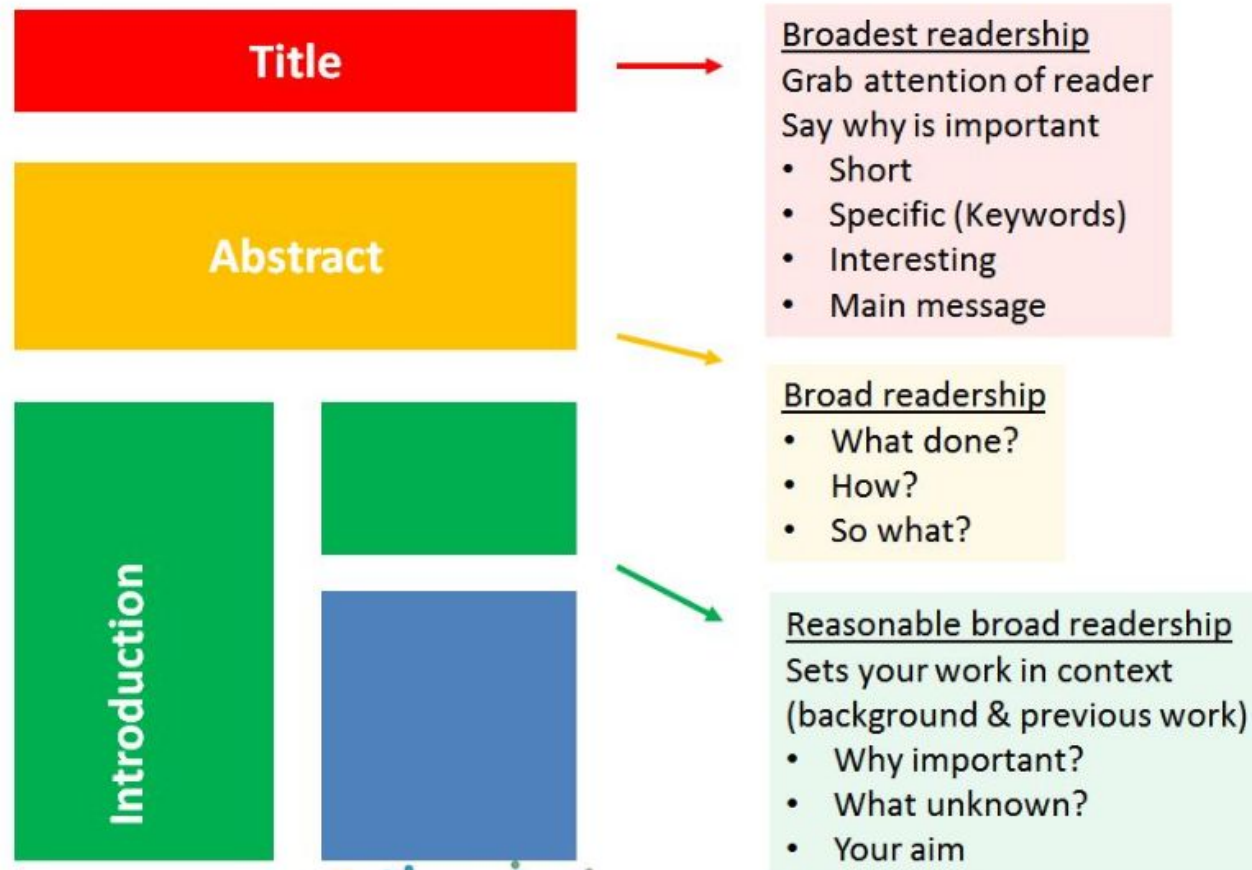 Title
Broadest readership
Grab attention of reader
Say why is important
• Short
• Specific (Keywords)
• Interesting
• Main message
Abstract
Broad readership
• What done?
• How?
• So what?
Introduction
Reasonable broad readership
Sets your work in context
(background & previous work)
• Why important?
• What unknown?
• Your aim